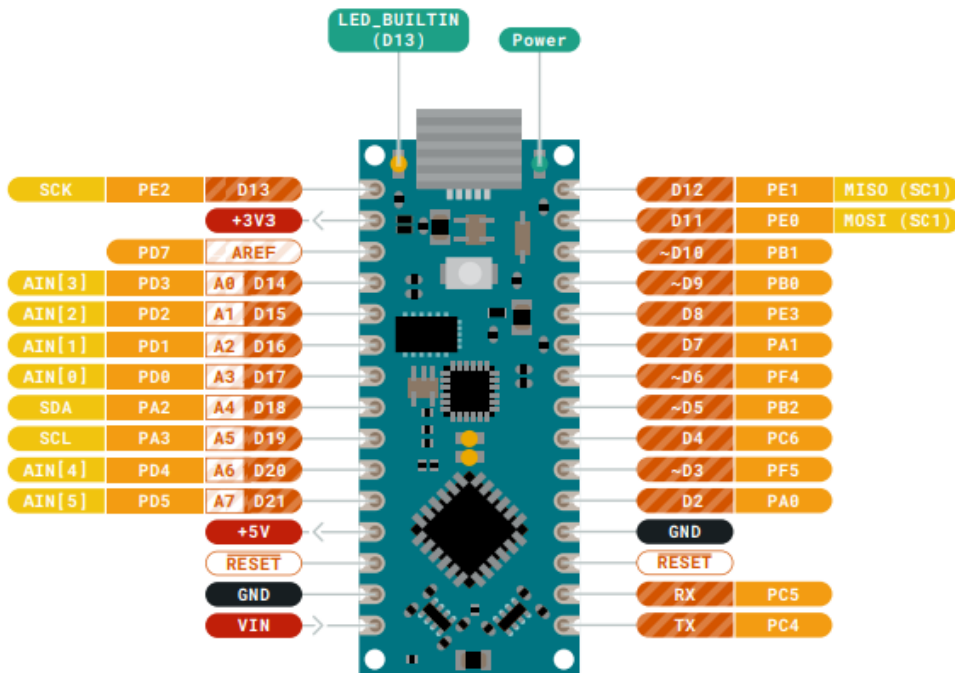 LED_BUILTIN
(D13)
Power
SCK PE2 D13
+3V3
PD7 AREF
AIN[3] PD3 A0 D14
AIN[2] PD2 A1 D15
AIN[1] PD1 A2 D16
AIN[0] PD0 A3 D17
SDA PA2 A4 D18
SCL PA3 A5 D19
AIN[4] PD4 A6 D20
AIN[5] PD5 A7 D21
+5V
RESET
GND
VIN
D12 PE1 MISO (SC1)
D11 PE0 MOSI (SC1)
~D10 PB1
~D9 PB0
D8 PE3
D7 PA1
~D6 PF4
~D5 PB2
D4 PC6
~D3 PF5
D2 PA0
GND
RESET
RX PC5
TX PC4